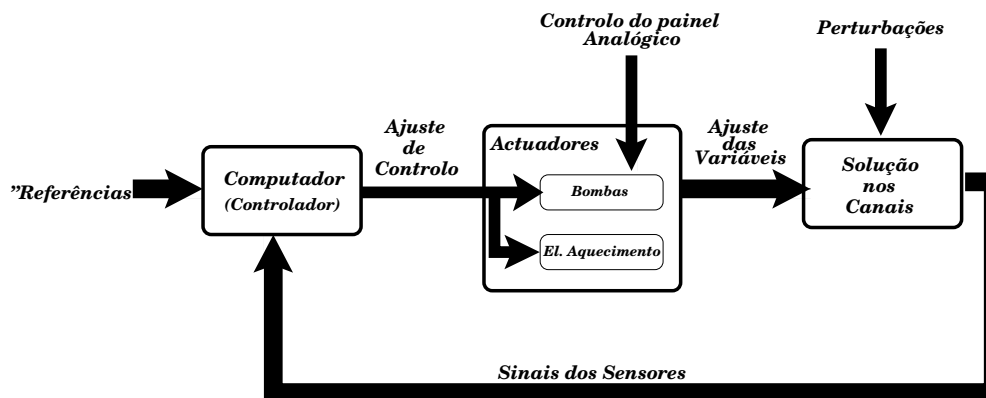 Controlo do painel
Analógico
Perturbações
Ajuste
de
Controlo
Actuadores
Ajuste
das
Variáveis
”Referências
Computador
(Controlador)
Bombas
El. Aquecimento
Solução
nos
Canais
Sinais dos Sensores